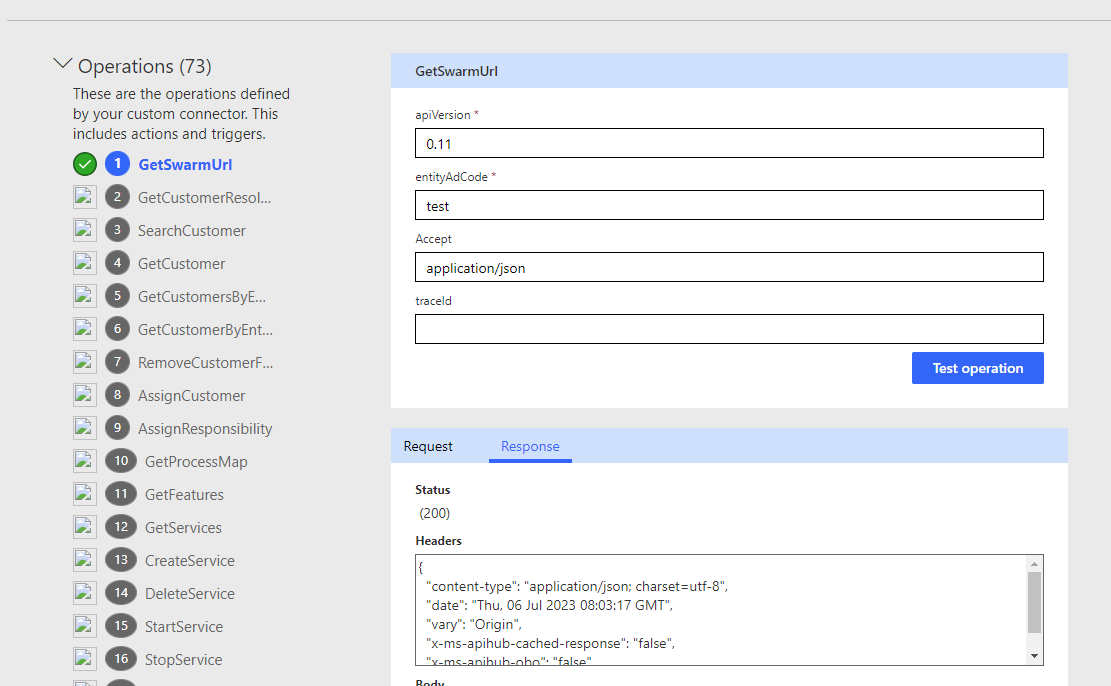 Operations (73)
These are the operations defined
by your custom connector. This
includes actions and triggers.
1 GetSwarmUrl
2 GetCustomerResol...
3 SearchCustomer
4 GetCustomer
5 GetCustomersByE...
6 GetCustomerByEnt...
7 RemoveCustomerF...
8 AssignCustomer
9 AssignResponsibility
10 GetProcessMap
11 GetFeatures
12 GetServices
13 CreateService
14 DeleteService
15 StartService
16 StopService
GetSwarmUrl
apiVersion *
0.11
entityAdCode *
test
Accept
application/json
traceId
Test operation
Request Response
Status
(200)
Headers
{
"content-type": "application/json; charset=utf-8",
"date": "Thu, 06 Jul 2023 08:03:17 GMT",
"vary": "Origin",
"x-ms-apihub-cached-response": "false",
"x-ms-apihub-obo": "false"
Body